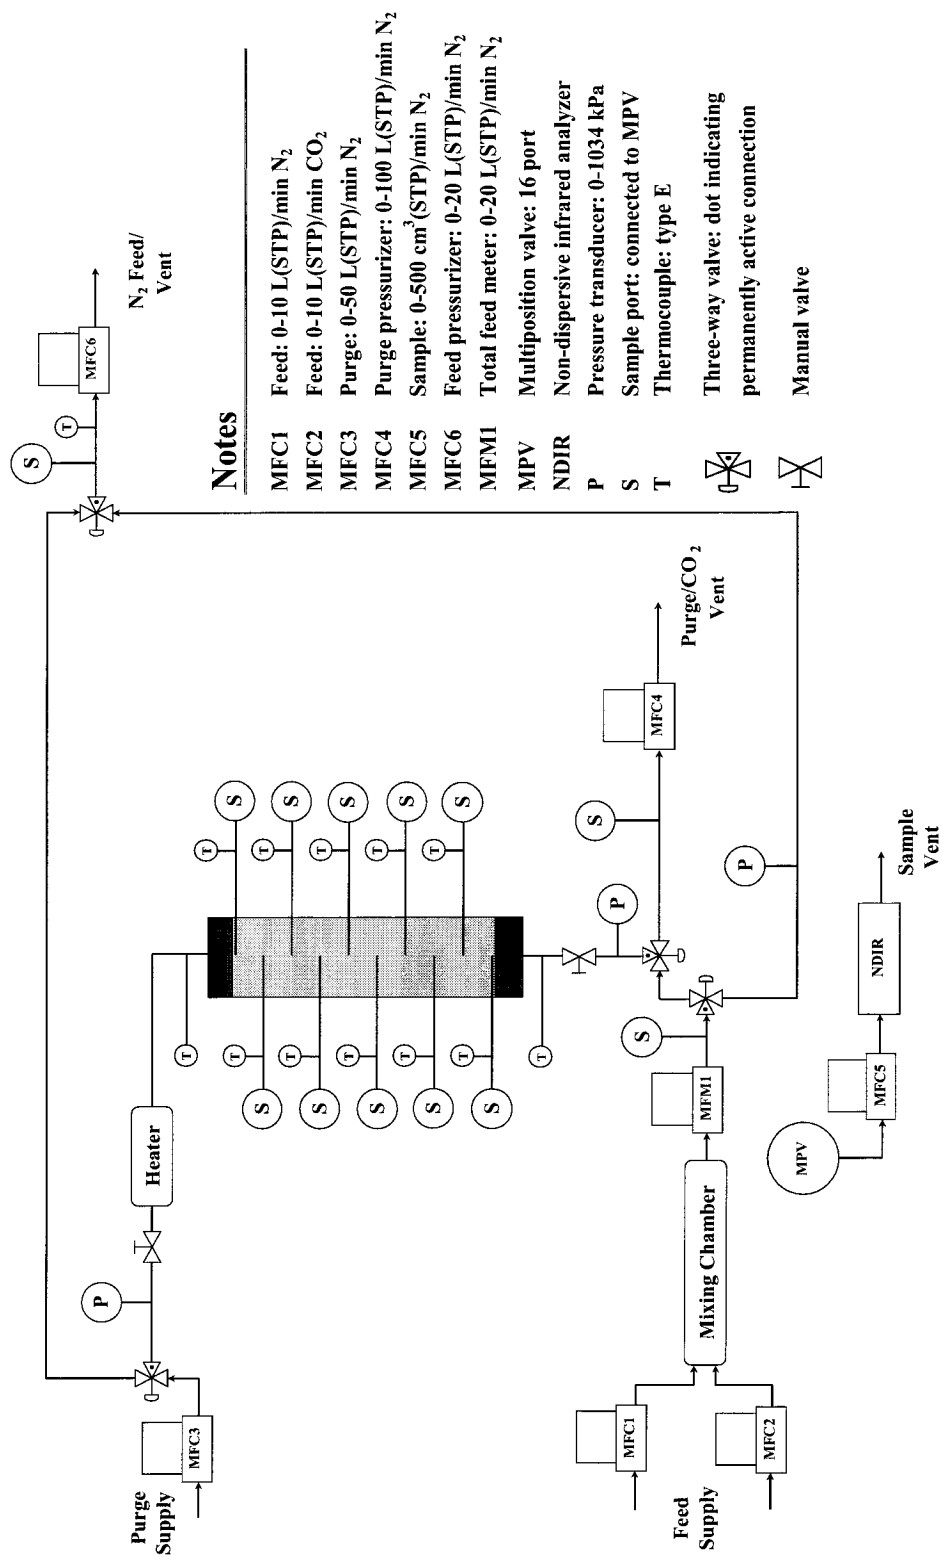 Purge
Supply
MFC3
P
Heater
T
T
S
T
S
T
S
T
S
T
S
T
S
T
S
T
S
T
S
T
S
T
S
T
MFC6
N2 Feed/
Vent
P
S
MFC4
Purge/CO2
Vent
Feed
Supply
MFC1
MFC2
Mixing Chamber
MFM1
S
P
MPV
MFC5
NDIR
Sample
Vent
Notes
MFC1 Feed: 0-10 L(STP)/min N2
MFC2 Feed: 0-10 L(STP)/min CO2
MFC3 Purge: 0-50 L(STP)/min N2
MFC4 Purge pressurizer: 0-100 L(STP)/min N2
MFC5 Sample: 0-500 cm3(STP)/min N2
MFC6 Feed pressurizer: 0-20 L(STP)/min N2
MFM1 Total feed meter: 0-20 L(STP)/min N2
MPV Multiposition valve: 16 port
NDIR Non-dispersive infrared analyzer
P Pressure transducer: 0-1034 kPa
S Sample port: connected to MPV
T Thermocouple: type E
Three-way valve: dot indicating
permanently active connection
Manual valve